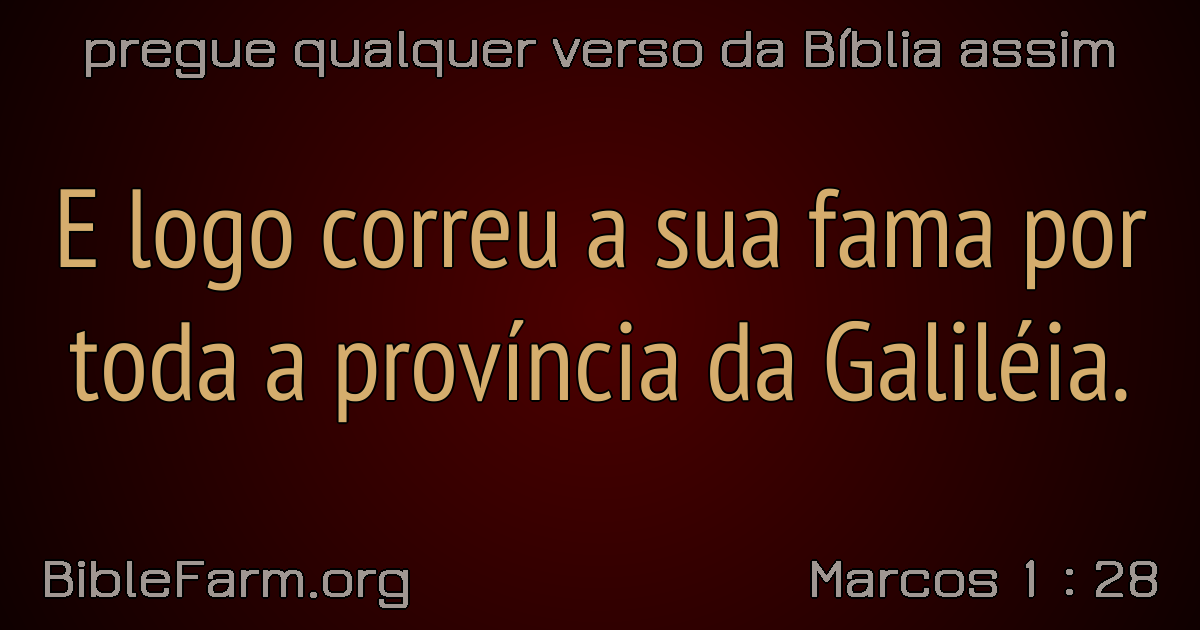 pregue qualquer verso da Bíblia assim
E logo correu a sua fama por
toda a província da Galiléia.
BibleFarm.org
Marcos 1 : 28